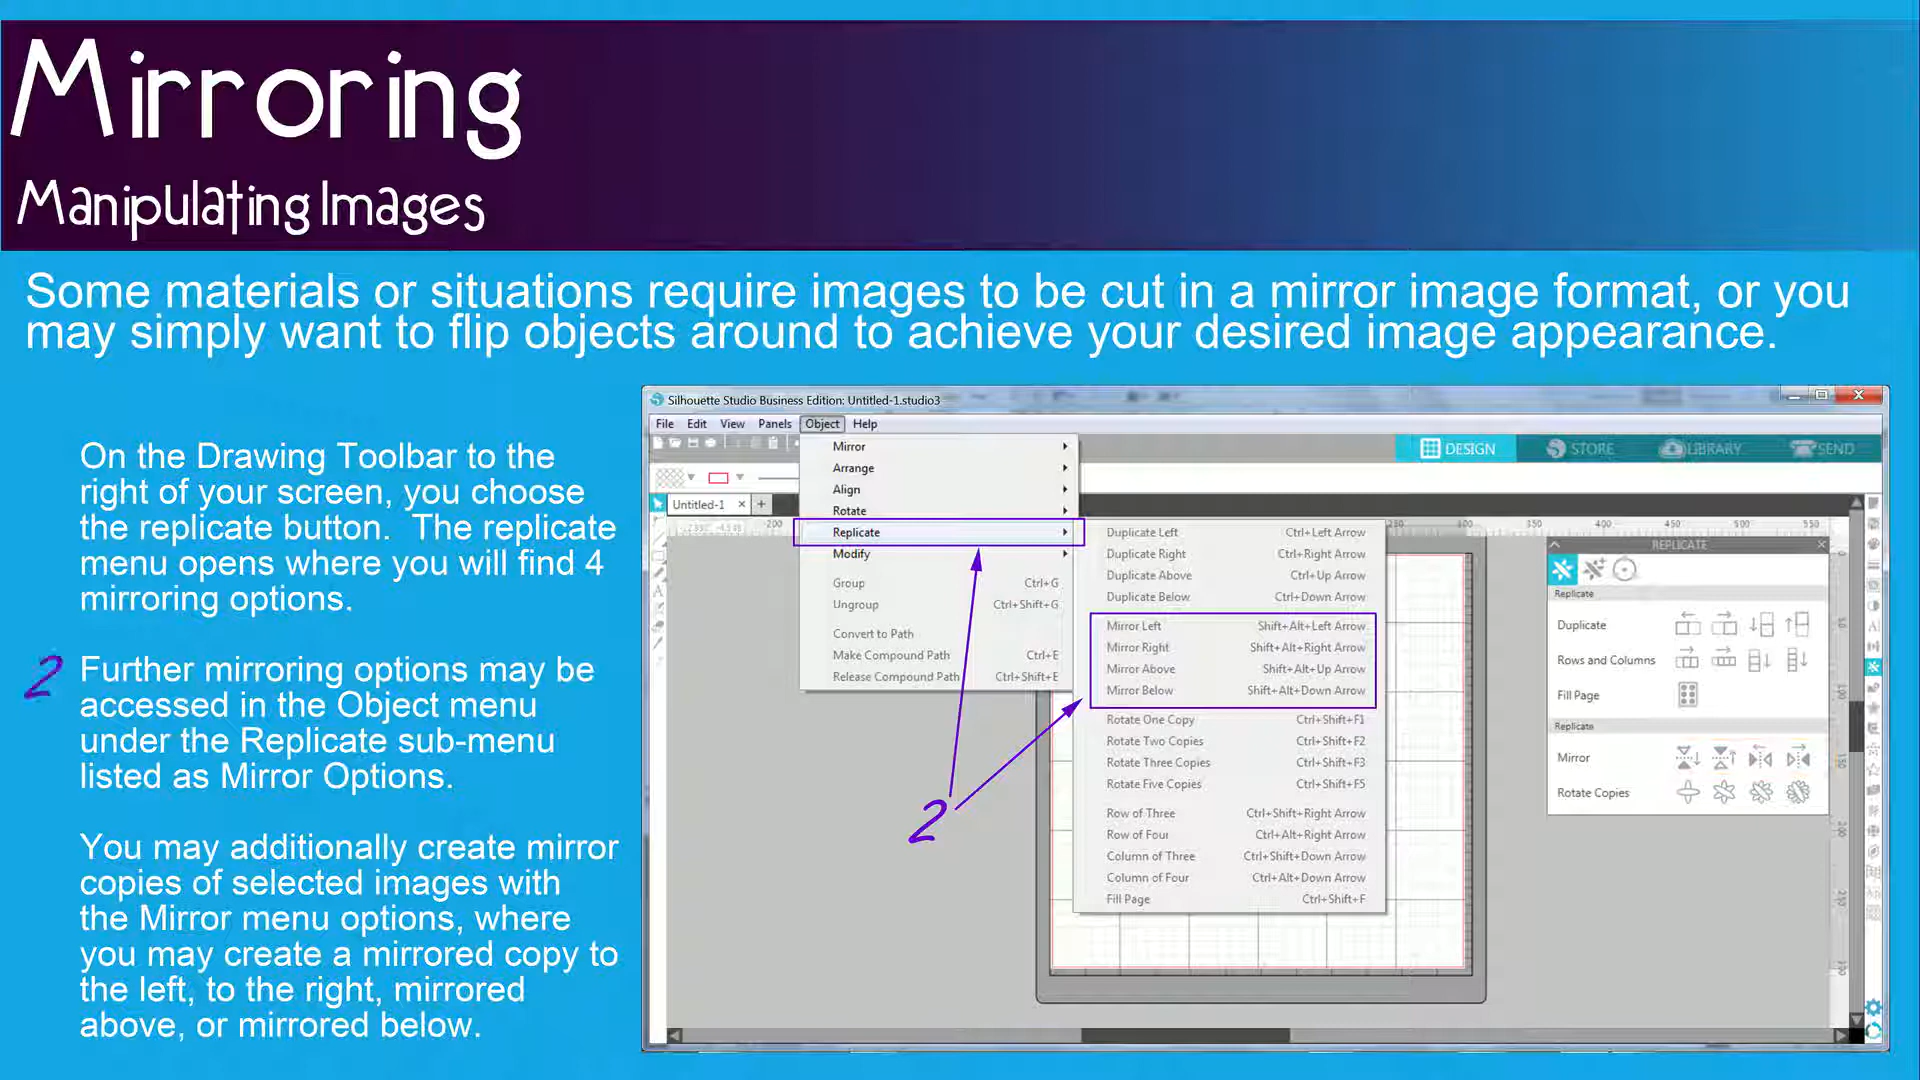 Mirroring
Manipulating Images
Some materials or situations require images to be cut in a mirror image format, or you
may simply want to flip objects around to achieve your desired image appearance.
On the Drawing Toolbar to the
right of your screen, you choose
the replicate button.  The replicate
menu opens where you will find 4
mirroring options.
2 Further mirroring options may be
accessed in the Object menu
under the Replicate sub-menu
listed as Mirror Options.
You may additionally create mirror
copies of selected images with
the Mirror menu options, where
you may create a mirrored copy to
the left, to the right, mirrored
above, or mirrored below.
Silhouette Studio Business Edition: Untitled-1.studio3
File Edit View Panels Object Help
DESIGN STORE LIBRARY SEND
Untitled-1
Mirror
Arrange
Align
Rotate
Replicate
Modify
Group Ctrl+G
Ungroup Ctrl+Shift+G
Convert to Path
Make Compound Path Ctrl+E
Release Compound Path Ctrl+Shift+E
2
Duplicate Left Ctrl+Left Arrow
Duplicate Right Ctrl+Right Arrow
Duplicate Above Ctrl+Up Arrow
Duplicate Below Ctrl+Down Arrow
Mirror Left Shift+Alt+Left Arrow
Mirror Right Shift+Alt+Right Arrow
Mirror Above Shift+Alt+Up Arrow
Mirror Below Shift+Alt+Down Arrow
Rotate One Copy Ctrl+Shift+F1
Rotate Two Copies Ctrl+Shift+F2
Rotate Three Copies Ctrl+Shift+F3
Rotate Five Copies Ctrl+Shift+F5
Row of Three Ctrl+Shift+Right Arrow
Row of Four Ctrl+Alt+Right Arrow
Column of Three Ctrl+Shift+Down Arrow
Column of Four Ctrl+Alt+Down Arrow
Fill Page Ctrl+Shift+F
300 350 400 450 500 550
REPLICATE
Replicate
Duplicate
Rows and Columns
Fill Page
Replicate
Mirror
Rotate Copies